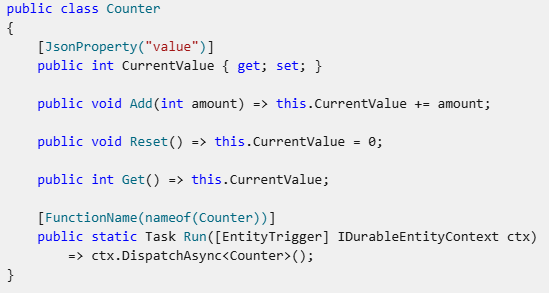 public class Counter
{
    [JsonProperty("value")]
    public int CurrentValue { get; set; }
    public void Add(int amount) => this.CurrentValue += amount;
    public void Reset() => this.CurrentValue = 0;
    public int Get() => this.CurrentValue;
    [FunctionName(nameof(Counter))]
    public static Task Run([EntityTrigger] IDurableEntityContext ctx)
        => ctx.DispatchAsync<Counter>();
}